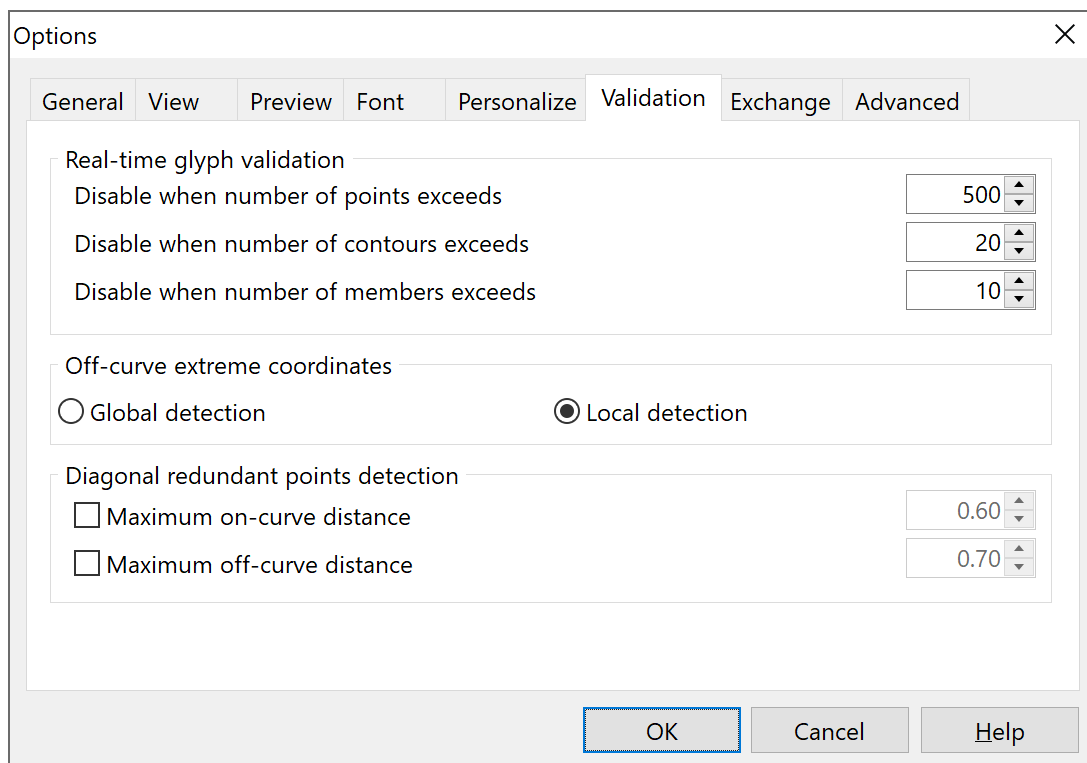 Options
General View Preview Font Personalize Validation Exchange Advanced
Real-time glyph validation
Disable when number of points exceeds 500
Disable when number of contours exceeds 20
Disable when number of members exceeds 10
Off-curve extreme coordinates
Global detection Local detection
Diagonal redundant points detection
Maximum on-curve distance 0.60
Maximum off-curve distance 0.70
OK Cancel Help